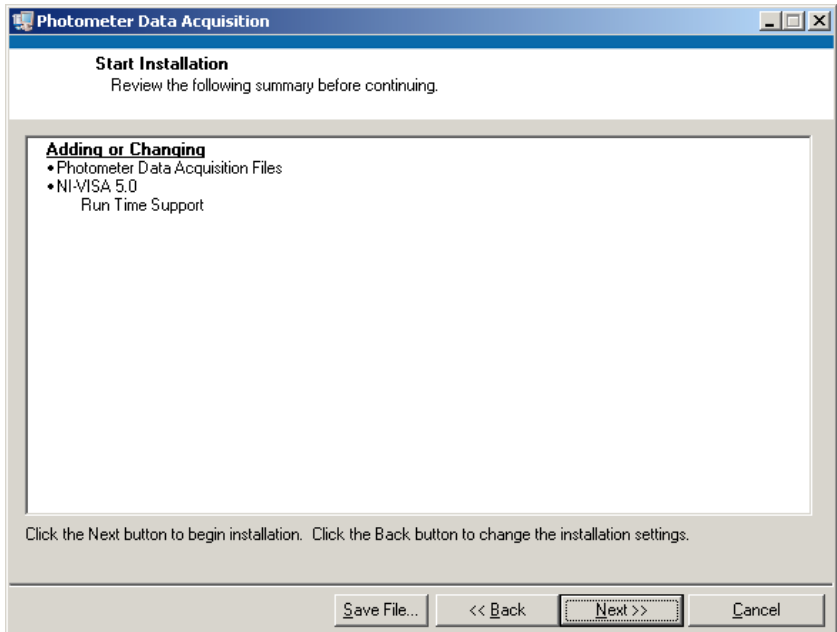 Photometer Data Acquisition
Start Installation
Review the following summary before continuing.
Adding or Changing
•Photometer Data Acquisition Files
•NI-VISA 5.0
Run Time Support
Click the Next button to begin installation. Click the Back button to change the installation settings.
Save File... << Back Next >> Cancel